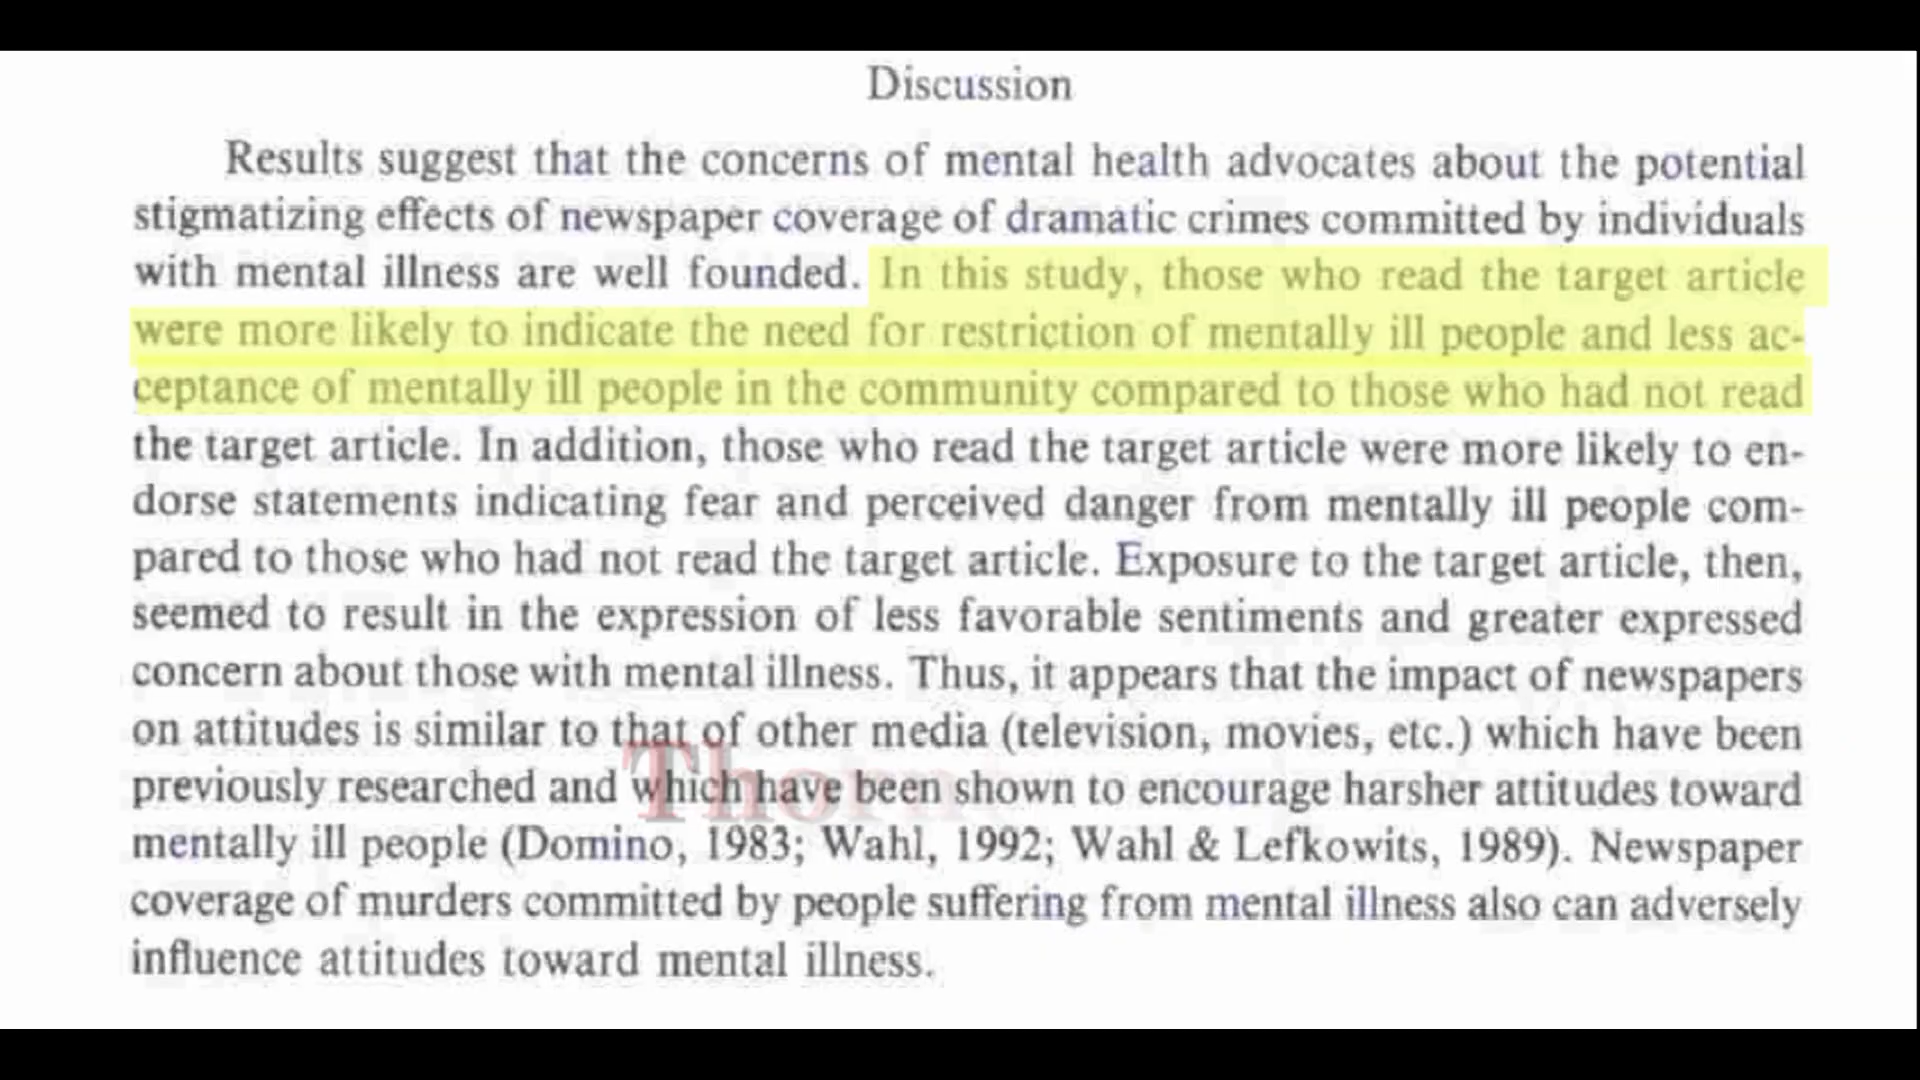 Discussion
Results suggest that the concerns of mental health advocates about the potential
stigmatizing effects of newspaper coverage of dramatic crimes committed by individuals
with mental illness are well founded. In this study, those who read the target article
were more likely to indicate the need for restriction of mentally ill people and less ac-
ceptance of mentally ill people in the community compared to those who had not read
the target article. In addition, those who read the target article were more likely to en-
dorse statements indicating fear and perceived danger from mentally ill people com-
pared to those who had not read the target article. Exposure to the target article, then,
seemed to result in the expression of less favorable sentiments and greater expressed
concern about those with mental illness. Thus, it appears that the impact of newspapers
on attitudes is similar to that of other media (television, movies, etc.) which have been
previously researched and which have been shown to encourage harsher attitudes toward
mentally ill people (Domino, 1983; Wahl, 1992; Wahl & Lefkowits, 1989). Newspaper
coverage of murders committed by people suffering from mental illness also can adversely
influence attitudes toward mental illness.
Thorn